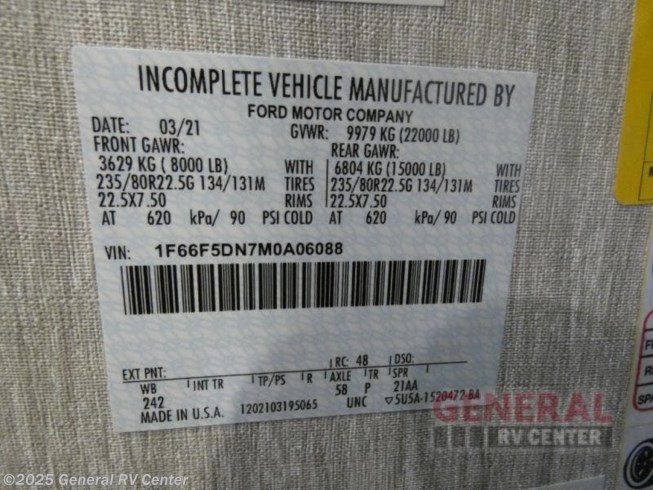 INCOMPLETE VEHICLE MANUFACTURED BY
FORD MOTOR COMPANY
DATE: 03/21 GVWR: 9979 KG (22000 LB)
FRONT GAWR: REAR GAWR:
3629 KG ( 8000 LB) WITH 6804 KG (15000 LB) WITH
235/80R22.5G 134/131M TIRES 235/80R22.5G 134/131M TIRES
22.5X7.50 RIMS 22.5X7.50 RIMS
AT 620 kPa/ 90 PSI COLD AT 620 kPa/ 90 PSI COLD
VIN: 1F66F5DN7M0A06088
EXT PNT: RC: 48 DSO:
WB INT TR TP/PS R AXLE TR SPR
242 58 P 21AA
MADE IN U.S.A. 1202103195065 UNC ▽5U5A-1520472-BA
GENERAL
RV CENTER
©2025 General RV Center